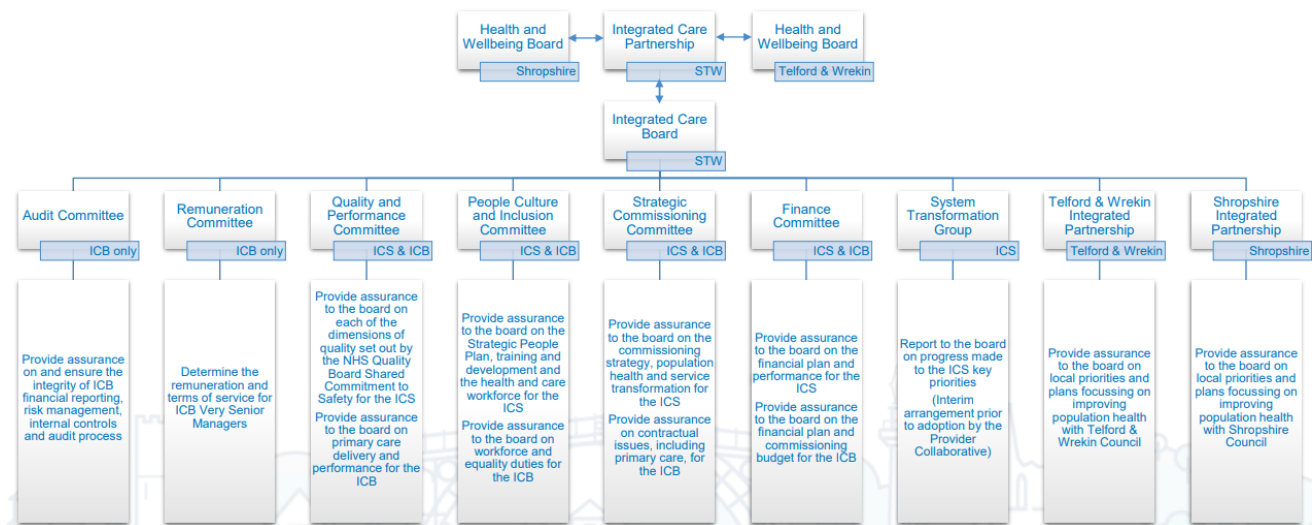 Health and
Wellbeing Board
Shropshire
Integrated Care
Partnership
STW
Health and
Wellbeing Board
Telford & Wrekin
Integrated Care
Board
STW
Audit Committee
ICB only
Remuneration
Committee
ICB only
Quality and
Performance
Committee
ICS & ICB
People Culture
and Inclusion
Committee
ICS & ICB
Strategic
Commissioning
Committee
ICS & ICB
Finance
Committee
ICS & ICB
System
Transformation
Group
ICS
Telford & Wrekin
Integrated
Partnership
Telford & Wrekin
Shropshire
Integrated
Partnership
Shropshire
Provide assurance
on and ensure the
integrity of ICB
financial reporting,
risk management,
internal controls
and audit process
Determine the
remuneration and
terms of service for
ICB Very Senior
Managers
Provide assurance
to the board on
each of the
dimensions of
quality set out by
the NHS Quality
Board Shared
Commitment to
Safety for the ICS
Provide assurance
to the board on
primary care
delivery and
performance for the
ICB
Provide assurance
to the board on the
Strategic People
Plan, training and
development and
the health and care
workforce for the
ICS
Provide assurance
to the board on
workforce and
equality duties for
the ICB
Provide assurance
to the board on the
commissioning
strategy, population
health and service
transformation for
the ICS
Provide assurance
on contractual
issues, including
primary care, for
the ICB
Provide assurance
to the board on the
financial plan and
performance for the
ICS
Provide assurance
to the board on the
financial plan and
commissioning
budget for the ICB
Report to the board
on progress made
to the ICS key
priorities
(Interim
arrangement prior
to adoption by the
Provider
Collaborative)
Provide assurance
to the board on
local priorities and
plans focussing on
improving
population health
with Telford &
Wrekin Council
Provide assurance
to the board on
local priorities and
plans focussing on
improving
population health
with Shropshire
Council